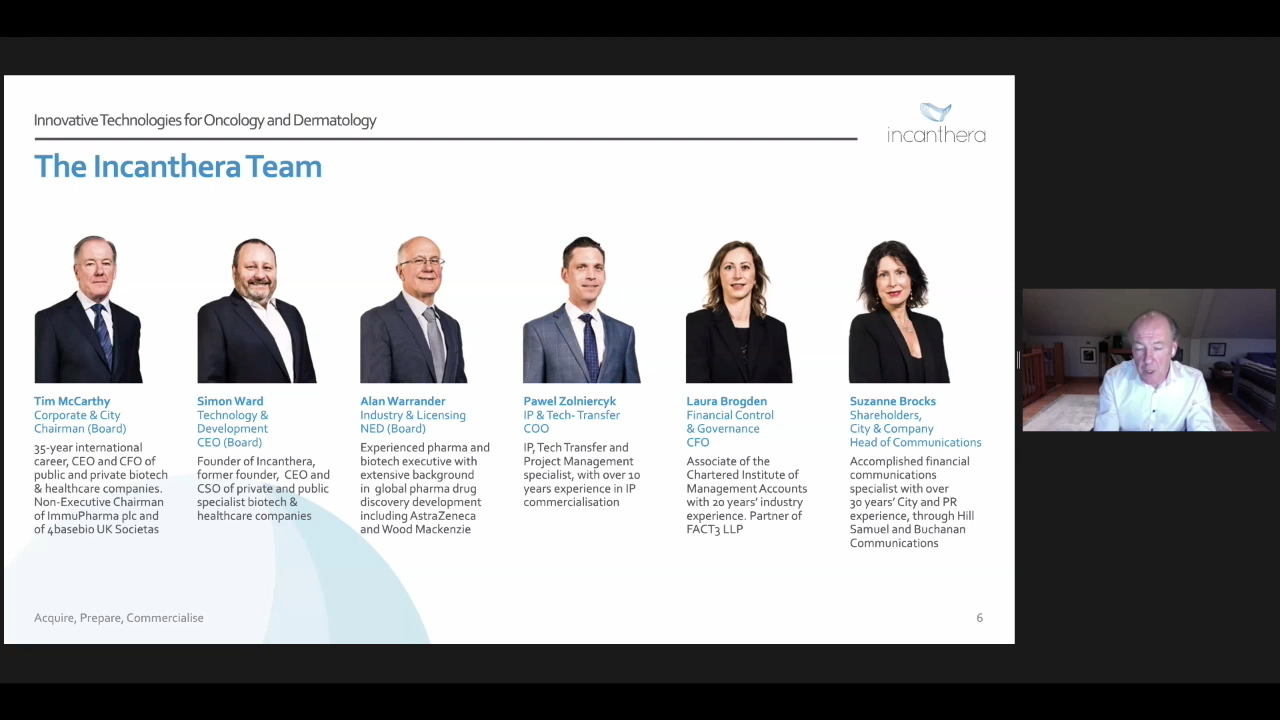 Innovative Technologies for Oncology and Dermatology
incanthera
The Incanthera Team
Tim McCarthy
Corporate & City
Chairman (Board)
35-year international
career, CEO and CFO of
public and private biotech
& healthcare companies.
Non-Executive Chairman
of ImmuPharma plc and
of 4basebio UK Societas
Simon Ward
Technology &
Development
CEO (Board)
Founder of Incanthera,
former founder, CEO and
CSO of private and public
specialist biotech &
healthcare companies
Alan Warrander
Industry & Licensing
NED (Board)
Experienced pharma and
biotech executive with
extensive background
in global pharma drug
discovery development
including AstraZeneca
and Wood Mackenzie
Pawel Zolniercyk
IP & Tech- Transfer
COO
IP, Tech Transfer and
Project Management
specialist, with over 10
years experience in IP
commercialisation
Laura Brogden
Financial Control
& Governance
CFO
Associate of the
Chartered Institute of
Management Accounts
with 20 years' industry
experience. Partner of
FACT3 LLP
Suzanne Brocks
Shareholders,
City & Company
Head of Communications
Accomplished financial
communications
specialist with over
30 years' City and PR
experience, through Hill
Samuel and Buchanan
Communications
Acquire, Prepare, Commercialise
6